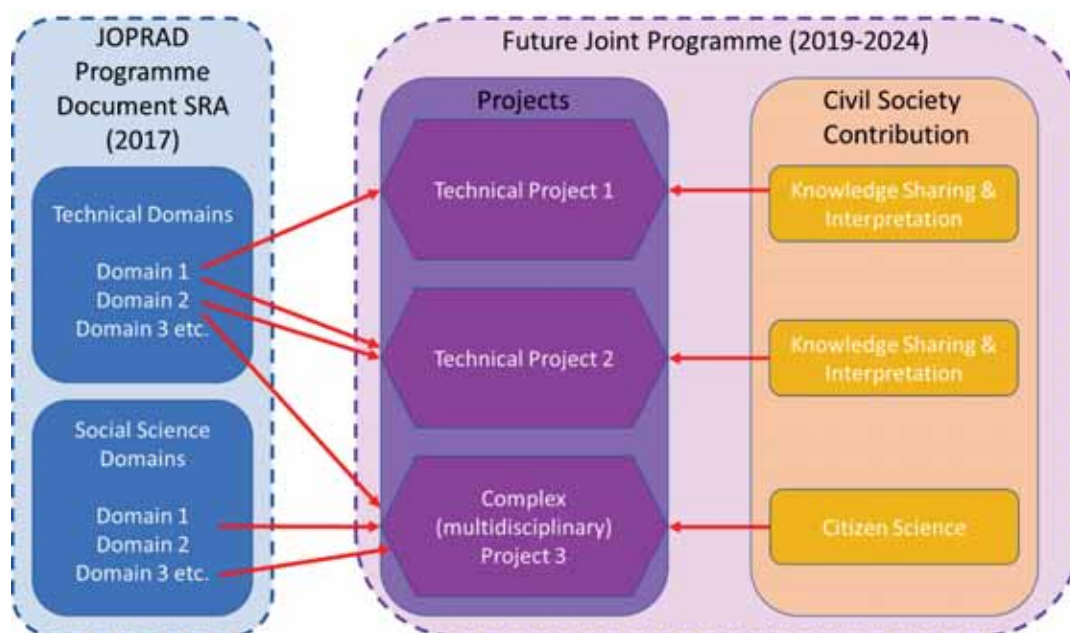 JOPRAD
Programme
Document SRA
(2017)
Technical Domains
Domain 1
Domain 2
Domain 3 etc.
Social Science
Domains
Domain 1
Domain 2
Domain 3 etc.
Future Joint Programme (2019-2024)
Projects
Technical Project 1
Technical Project 2
Complex
(multidisciplinary)
Project 3
Civil Society
Contribution
Knowledge Sharing &
Interpretation
Knowledge Sharing &
Interpretation
Citizen Science